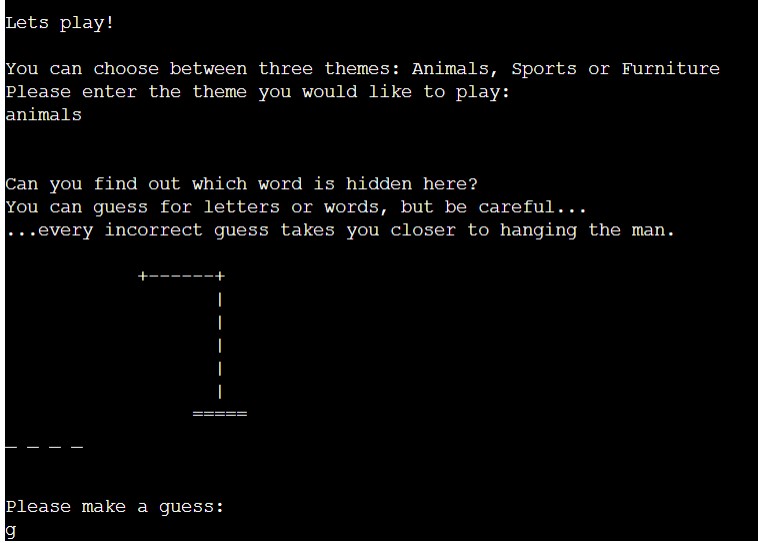 Lets play!
You can choose between three themes: Animals, Sports or Furniture
Please enter the theme you would like to play:
animals
Can you find out which word is hidden here?
You can guess for letters or words, but be careful...
...every incorrect guess takes you closer to hanging the man.
+------+
|
|
|
|
|
=====
_ _ _ _
Please make a guess:
g